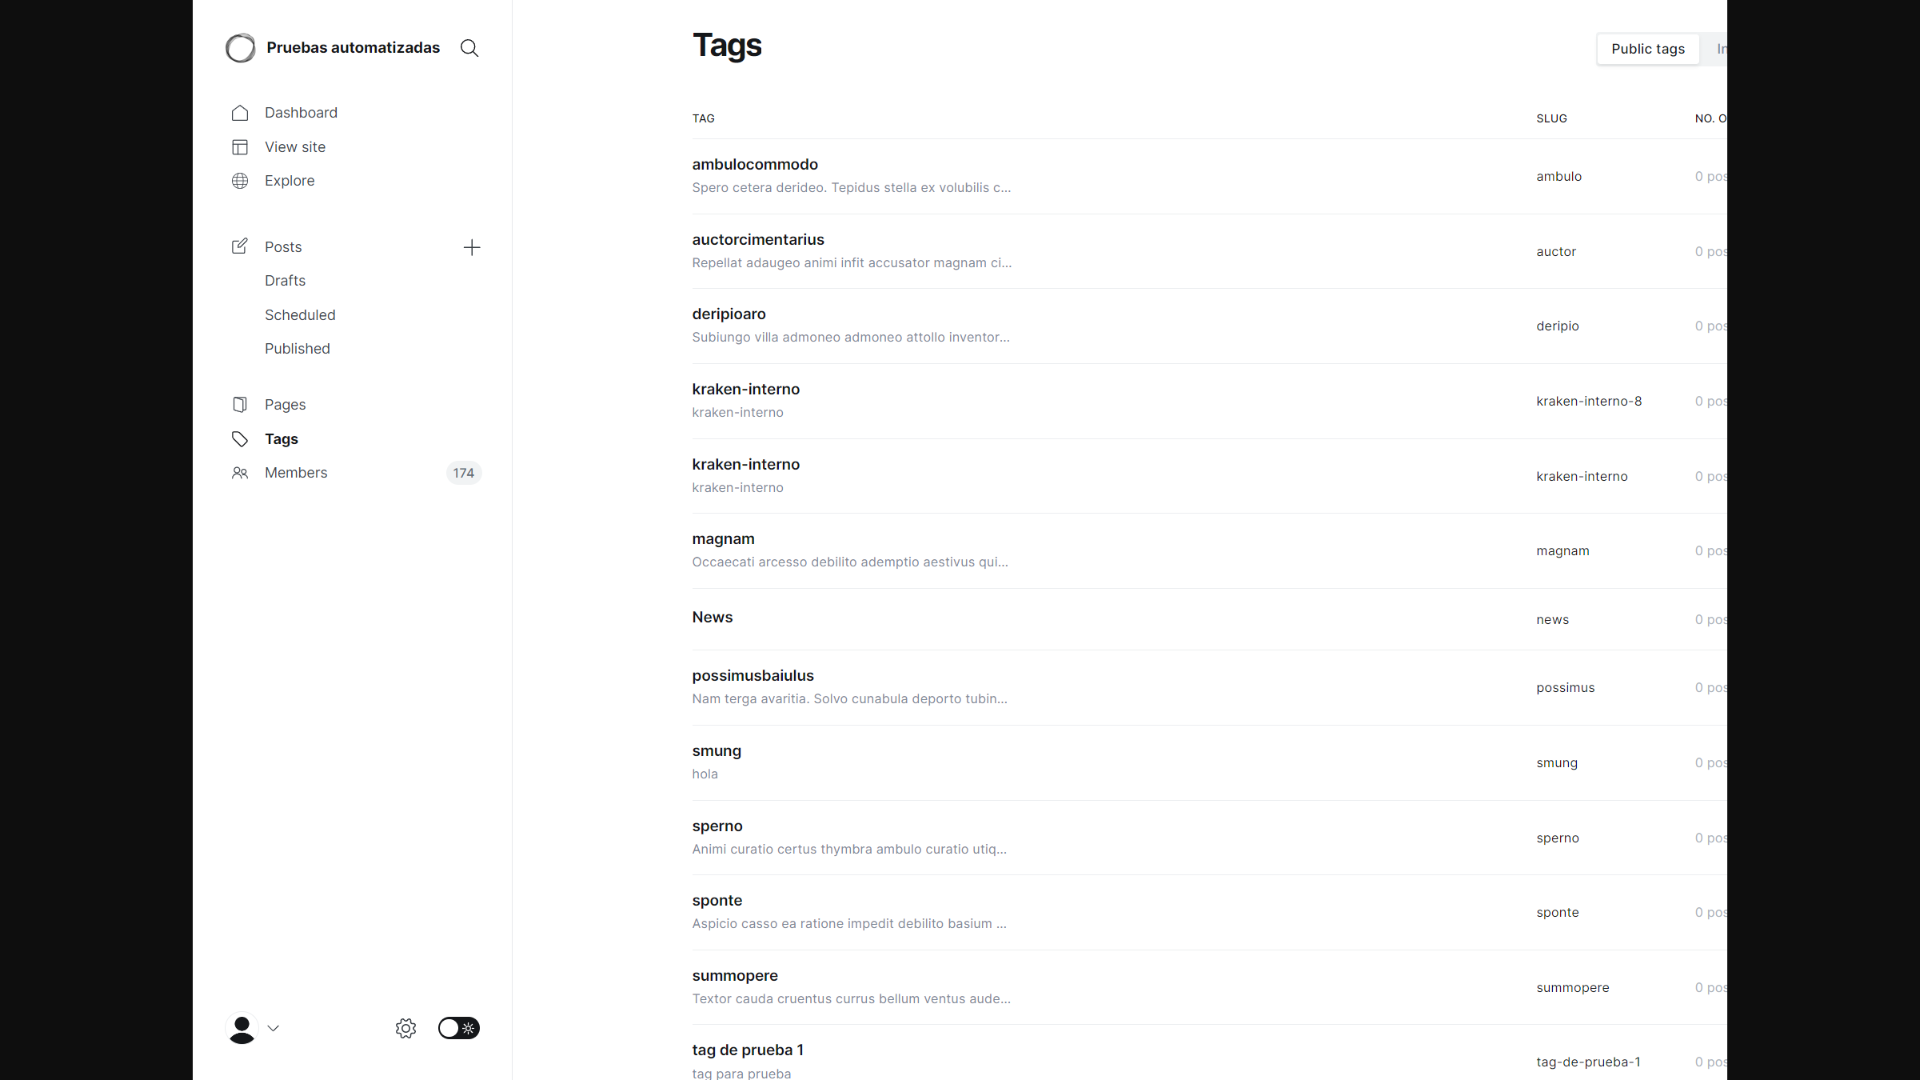 Pruebas automatizadas
Dashboard
View site
Explore
Posts
Drafts
Scheduled
Published
Pages
Tags
Members 174
Tags
Public tags In
TAG SLUG NO. O
ambulocommodo
Spero cetera derideo. Tepidus stella ex volubilis c...
ambulo 0 pos
auctorcimentarius
Repellat adaugeo animi infit accusator magnam ci...
auctor 0 pos
deripioaro
Subiungo villa admoneo admoneo attollo inventor...
deripio 0 pos
kraken-interno
kraken-interno
kraken-interno-8 0 pos
kraken-interno
kraken-interno
kraken-interno 0 pos
magnam
Occaecati arcesso debilito ademptio aestivus qui...
magnam 0 pos
News
news 0 pos
possimusbaiulus
Nam terga avaritia. Solvo cunabula deporto tubin...
possimus 0 pos
smung
hola
smung 0 pos
sperno
Animi curatio certus thymbra ambulo curatio utiq...
sperno 0 pos
sponte
Aspicio casso ea ratione impedit debilito basium ...
sponte 0 pos
summopere
Textor cauda cruentus currus bellum ventus aude...
summopere 0 pos
tag de prueba 1
tag para prueba
tag-de-prueba-1 0 pos